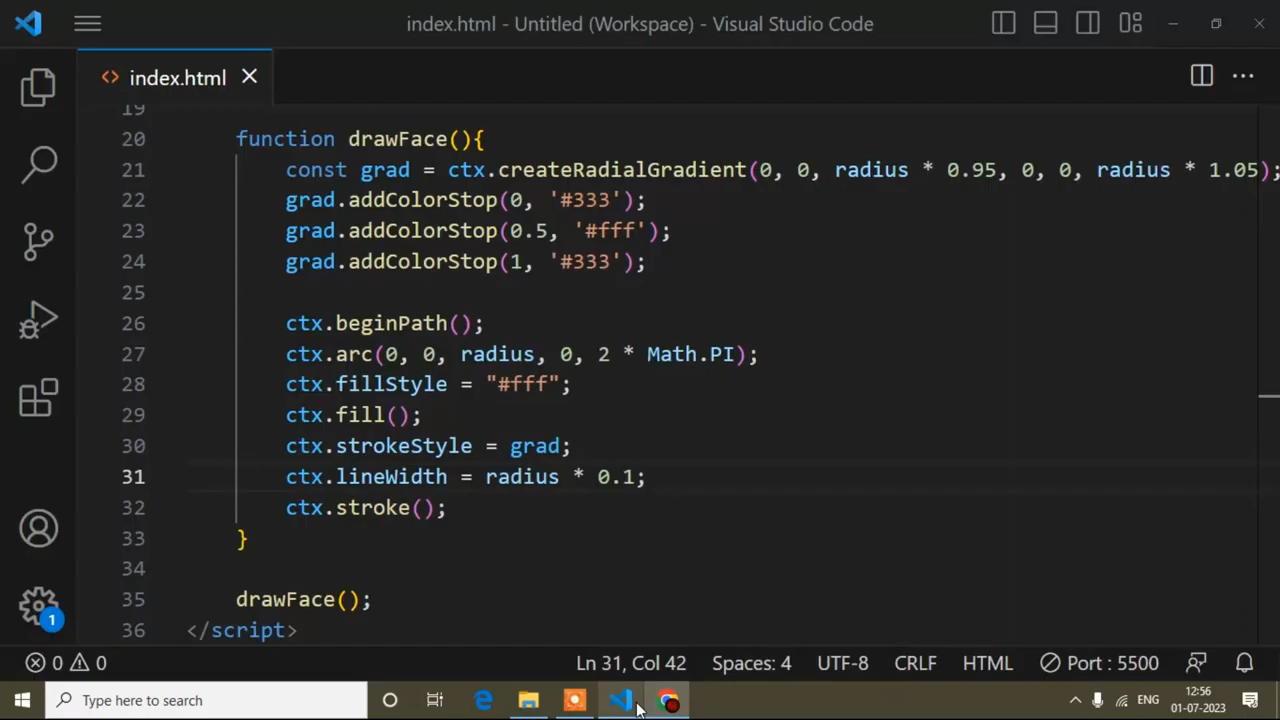 index.html - Untitled (Workspace) - Visual Studio Code
index.html
19
20 function drawFace(){
21 const grad = ctx.createRadialGradient(0, 0, radius * 0.95, 0, 0, radius * 1.05);
22 grad.addColorStop(0, '#333');
23 grad.addColorStop(0.5, '#fff');
24 grad.addColorStop(1, '#333');
25
26 ctx.beginPath();
27 ctx.arc(0, 0, radius, 0, 2 * Math.PI);
28 ctx.fillStyle = "#fff";
29 ctx.fill();
30 ctx.strokeStyle = grad;
31 ctx.lineWidth = radius * 0.1;
32 ctx.stroke();
33 }
34
35 drawFace();
36 </script>
1
0 0 Ln 31, Col 42 Spaces: 4 UTF-8 CRLF HTML Port : 5500
Type here to search ENG 12:56
01-07-2023